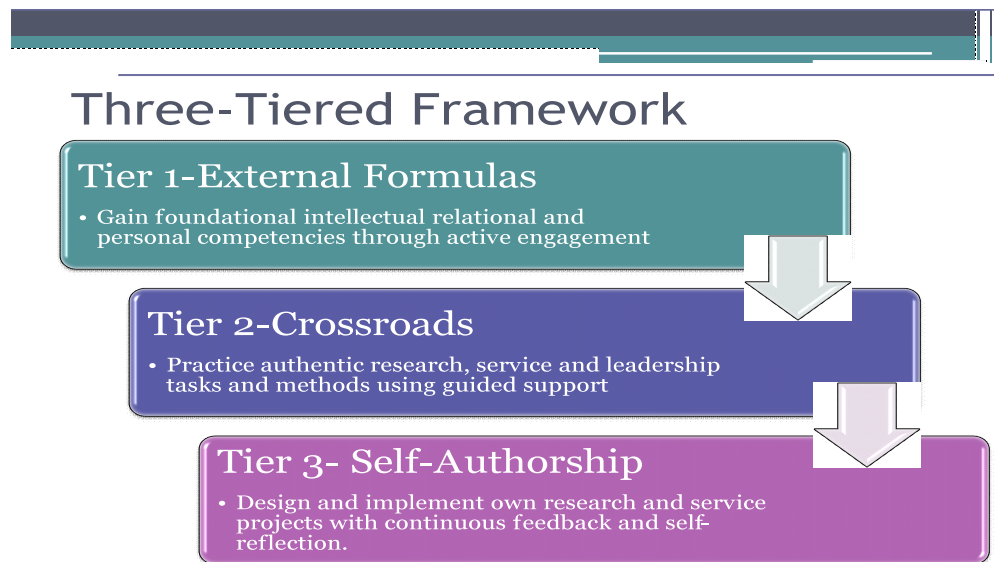 Three-Tiered Framework
Tier 1-External Formulas
• Gain foundational intellectual relational and
personal competencies through active engagement
Tier 2-Crossroads
• Practice authentic research, service and leadership
tasks and methods using guided support
Tier 3- Self-Authorship
• Design and implement own research and service
projects with continuous feedback and self-
reflection.